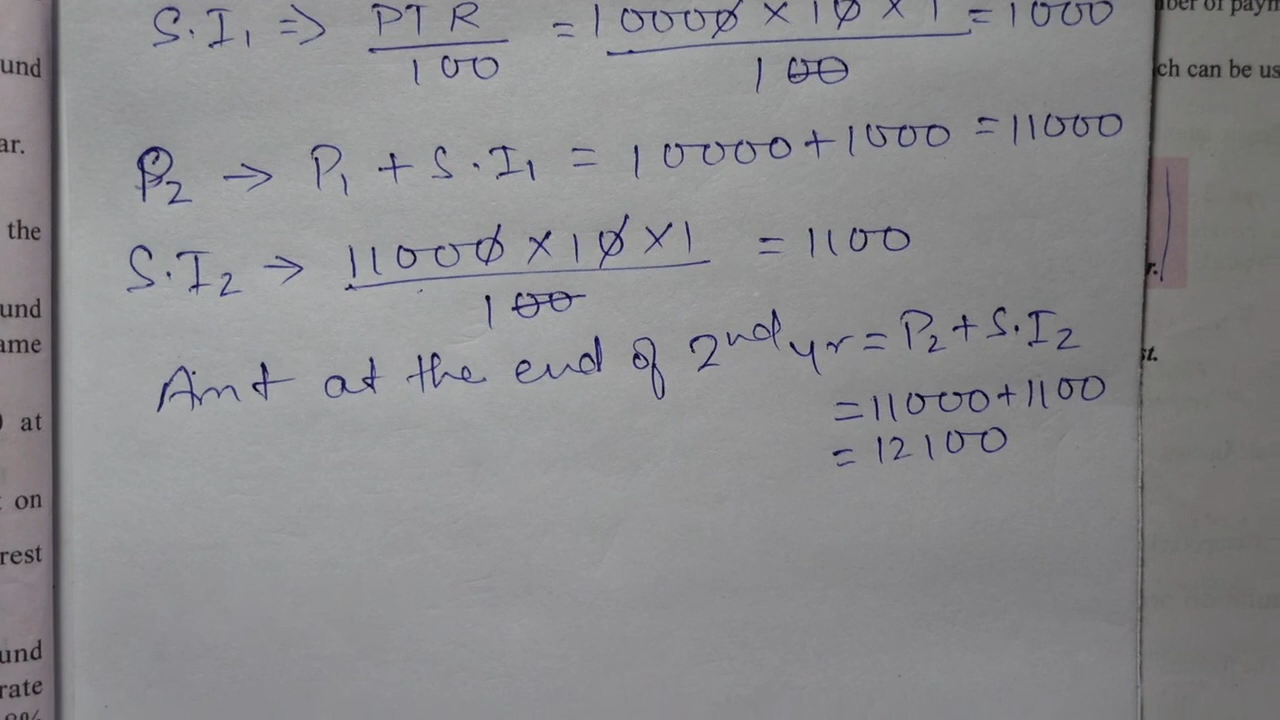 S.I₁ ⇒ PTR/100 = 10000 × 10 × 1/100 = 1000
P₂ → P₁ + S.I₁ = 10000 + 1000 = 11000
S.I₂ → 11000 × 10 × 1/100 = 1100
Amt at the end of 2nd yr = P₂ + S.I₂
= 11000 + 1100
= 12100
und
ar.
the
und
ame
at
on
rest
und
rate
ch can be us
r.
st.